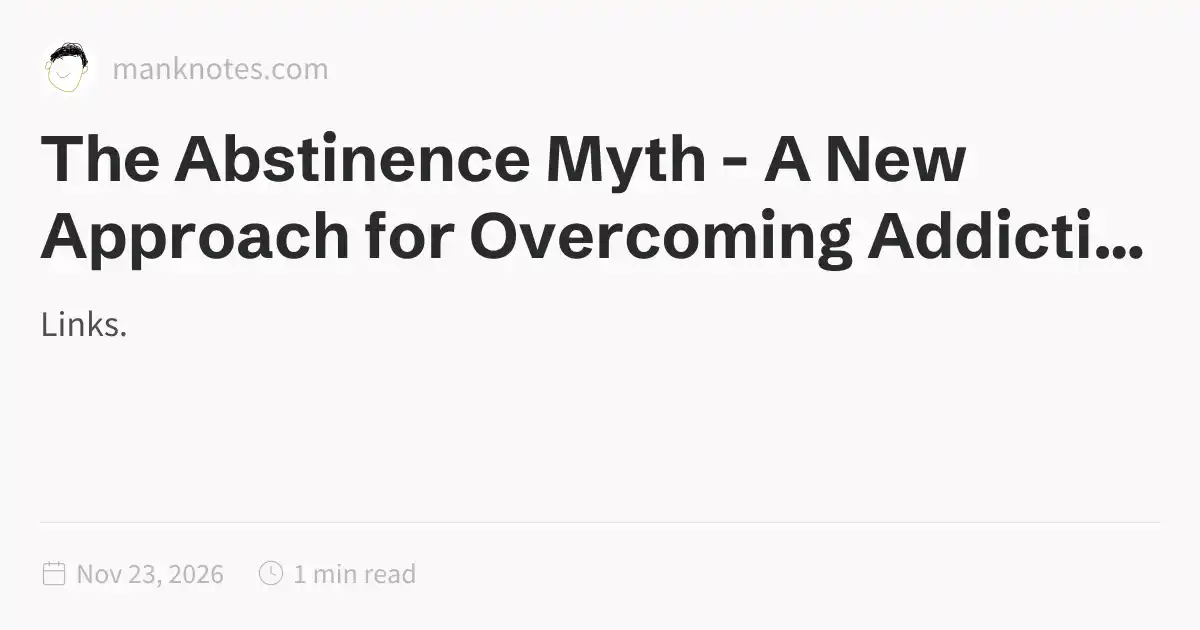 manknotes.com
The Abstinence Myth - A New
Approach for Overcoming Addicti...
Links.
Nov 23, 2026 1 min read